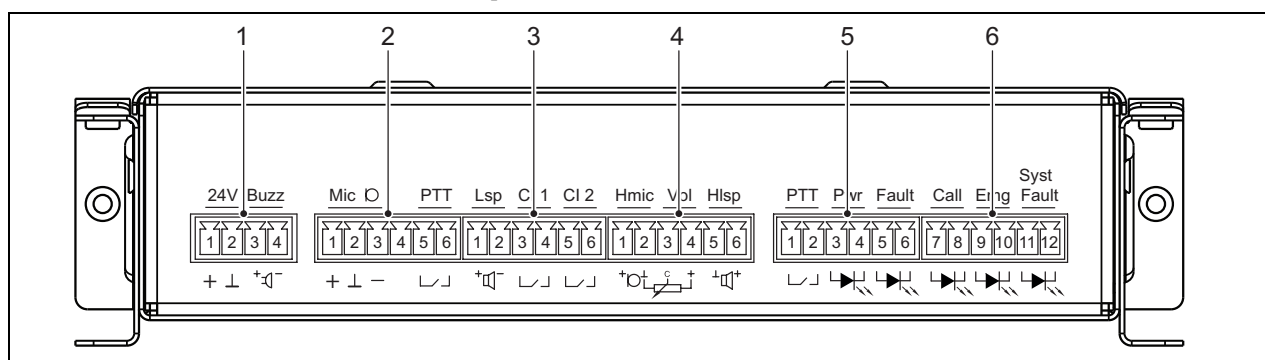 1 2 3 4 5 6
Syst
24V Buzz Mic PTT Lsp CI 1 CI 2 Hmic Vol Hlsp PTT Pwr Fault Call Emg Fault
1 2 3 4 1 2 3 4 5 6 1 2 3 4 5 6 1 2 3 4 5 6 1 2 3 4 5 6 7 8 9 10 11 12
+ ⊥ + - + ⊥ − + - + ⊥ C + ⊥ +